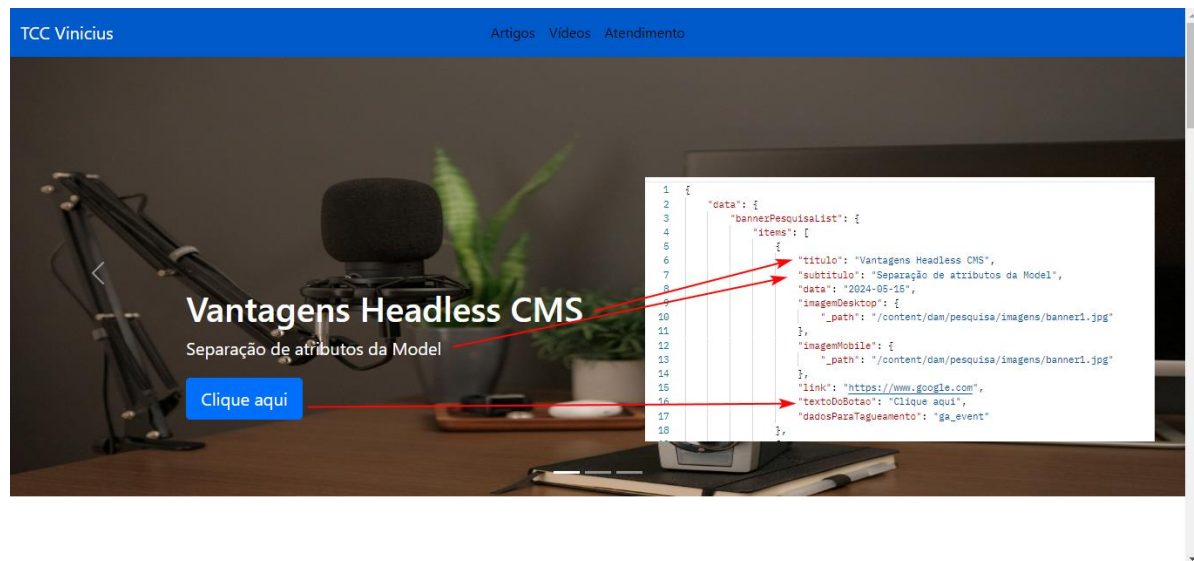 TCC Vinicius
Artigos Vídeos Atendimento
Vantagens Headless CMS
Separação de atributos da Model
Clique aqui
1 {
2 "data": {
3 "bannerPesquisaList": {
4 "items": [
5 {
6 "titulo": "Vantagens Headless CMS",
7 "subtitulo": "Separação de atributos da Model",
8 "data": "2024-05-15",
9 "imagemDesktop": {
10 "_path": "/content/dam/pesquisa/imagens/banner1.jpg"
11 },
12 "imagemMobile": {
13 "_path": "/content/dam/pesquisa/imagens/banner1.jpg"
14 },
15 "link": "https://www.google.com",
16 "textoDoBotao": "Clique aqui",
17 "dadosParaTagueamento": "ga_event"
18 },